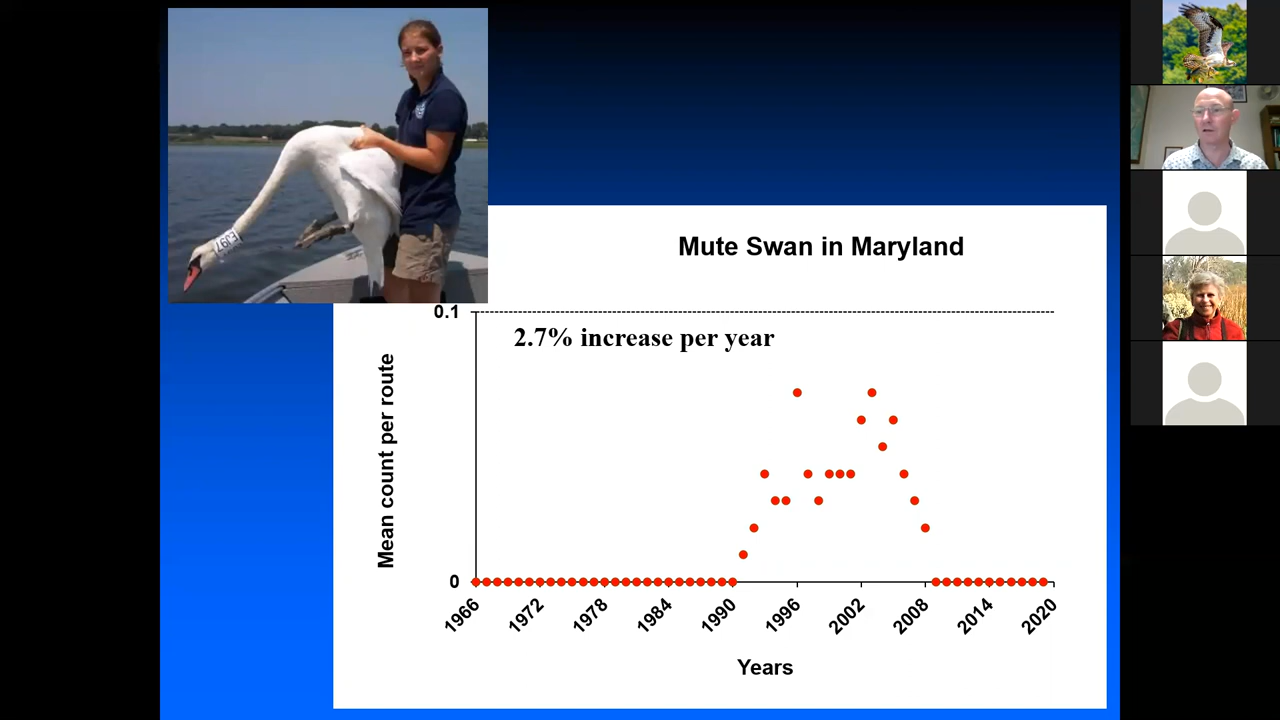 EJ97
Mute Swan in Maryland
0.1
2.7% increase per year
Mean count per route
0
1966 1972 1978 1984 1990 1996 2002 2008 2014 2020
Years